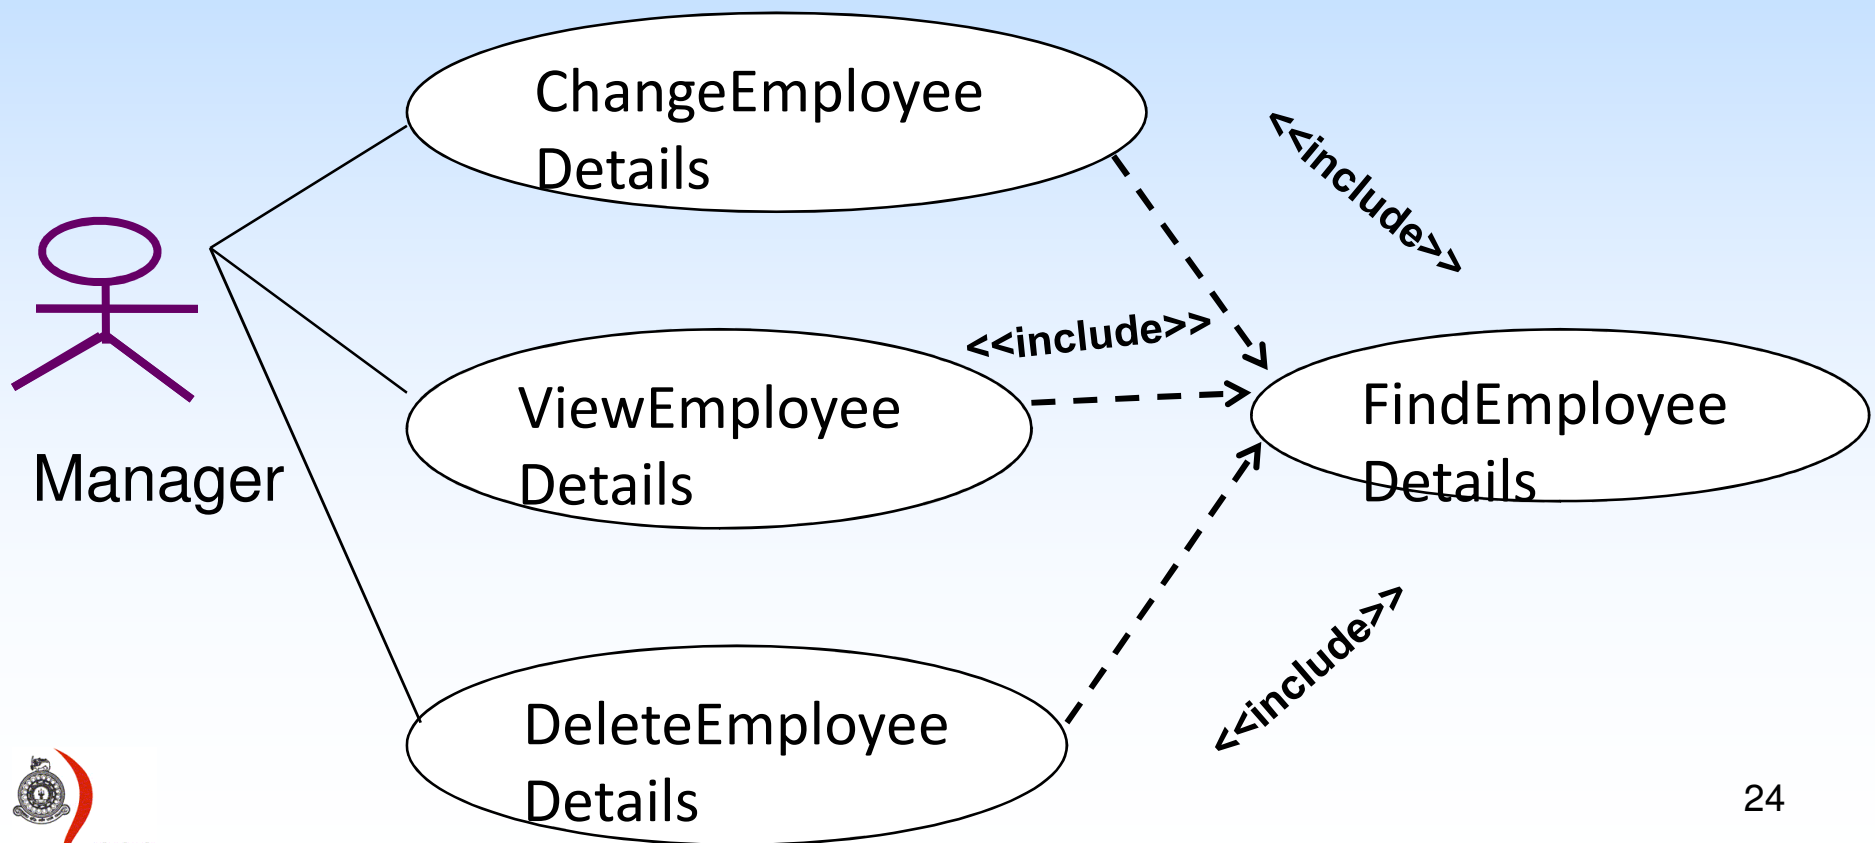 ChangeEmployee
Details
<<include>>
<<include>>
ViewEmployee
Details
FindEmployee
Details
Manager
<<include>>
DeleteEmployee
Details
24